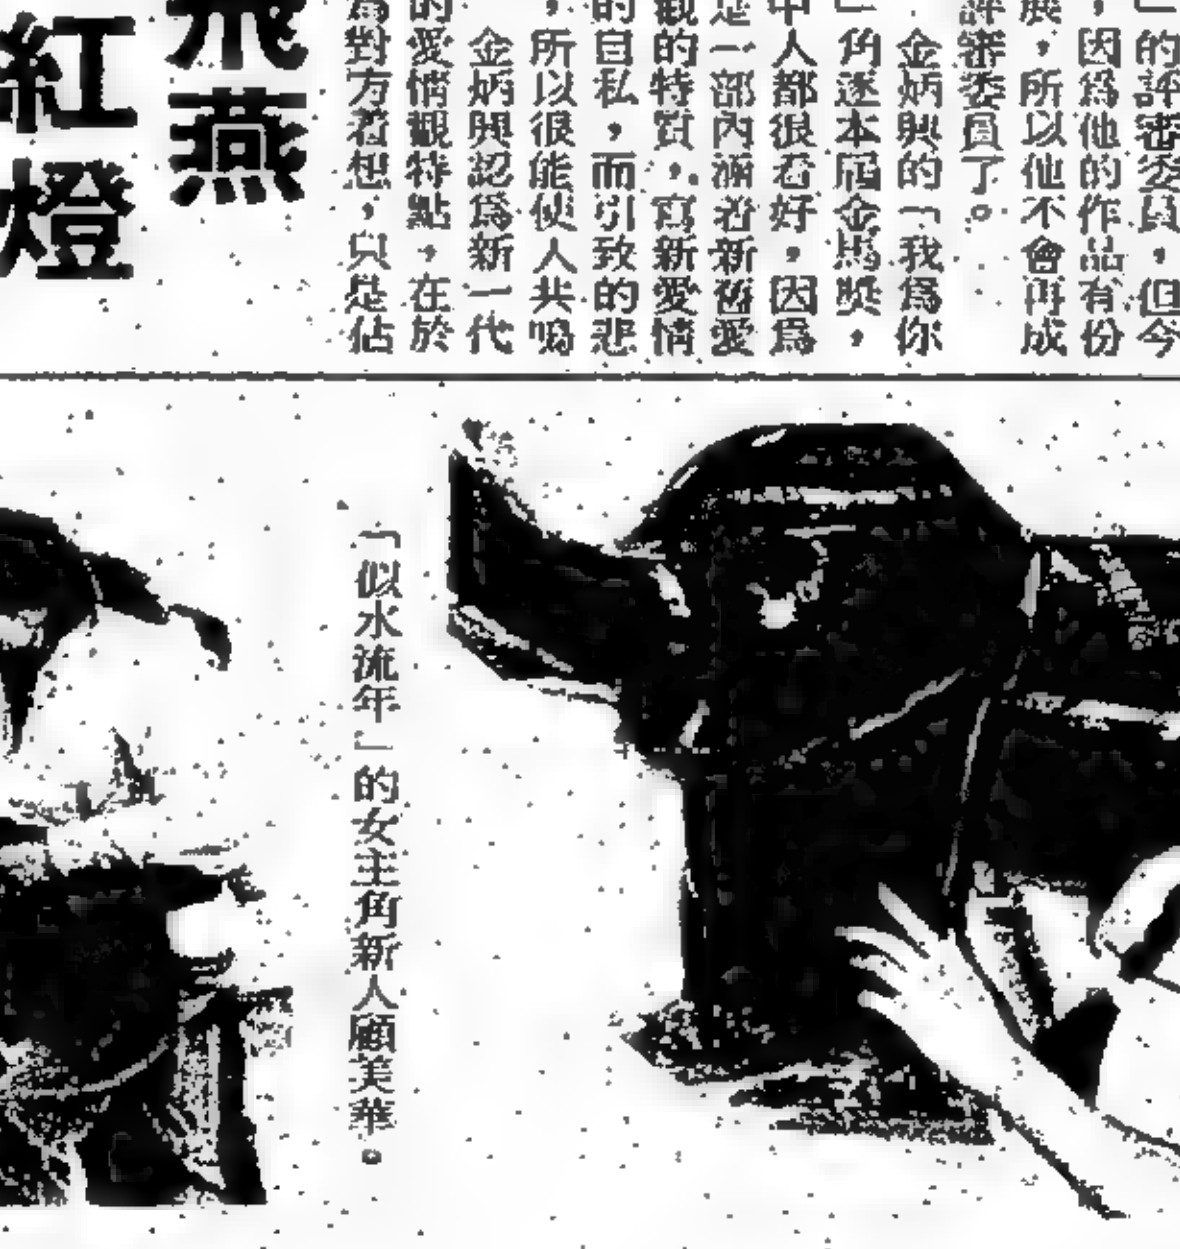 的評審委員，但今
，因為他的作品有份
展，所以他不會再成
評審委員了。
金炳興的「我為你
」角逐本屆金馬獎，
中人都很看好，因為
是一部內涵着新舊愛
觀的特質，寫新愛情
的自私，而引致的悲
，所以很能使人共鳴
金炳興認為新一代
的愛情觀特點，在於
為對方着想，只是佔
飛燕
紅燈
「似水流年」的女主角新人顧美華。